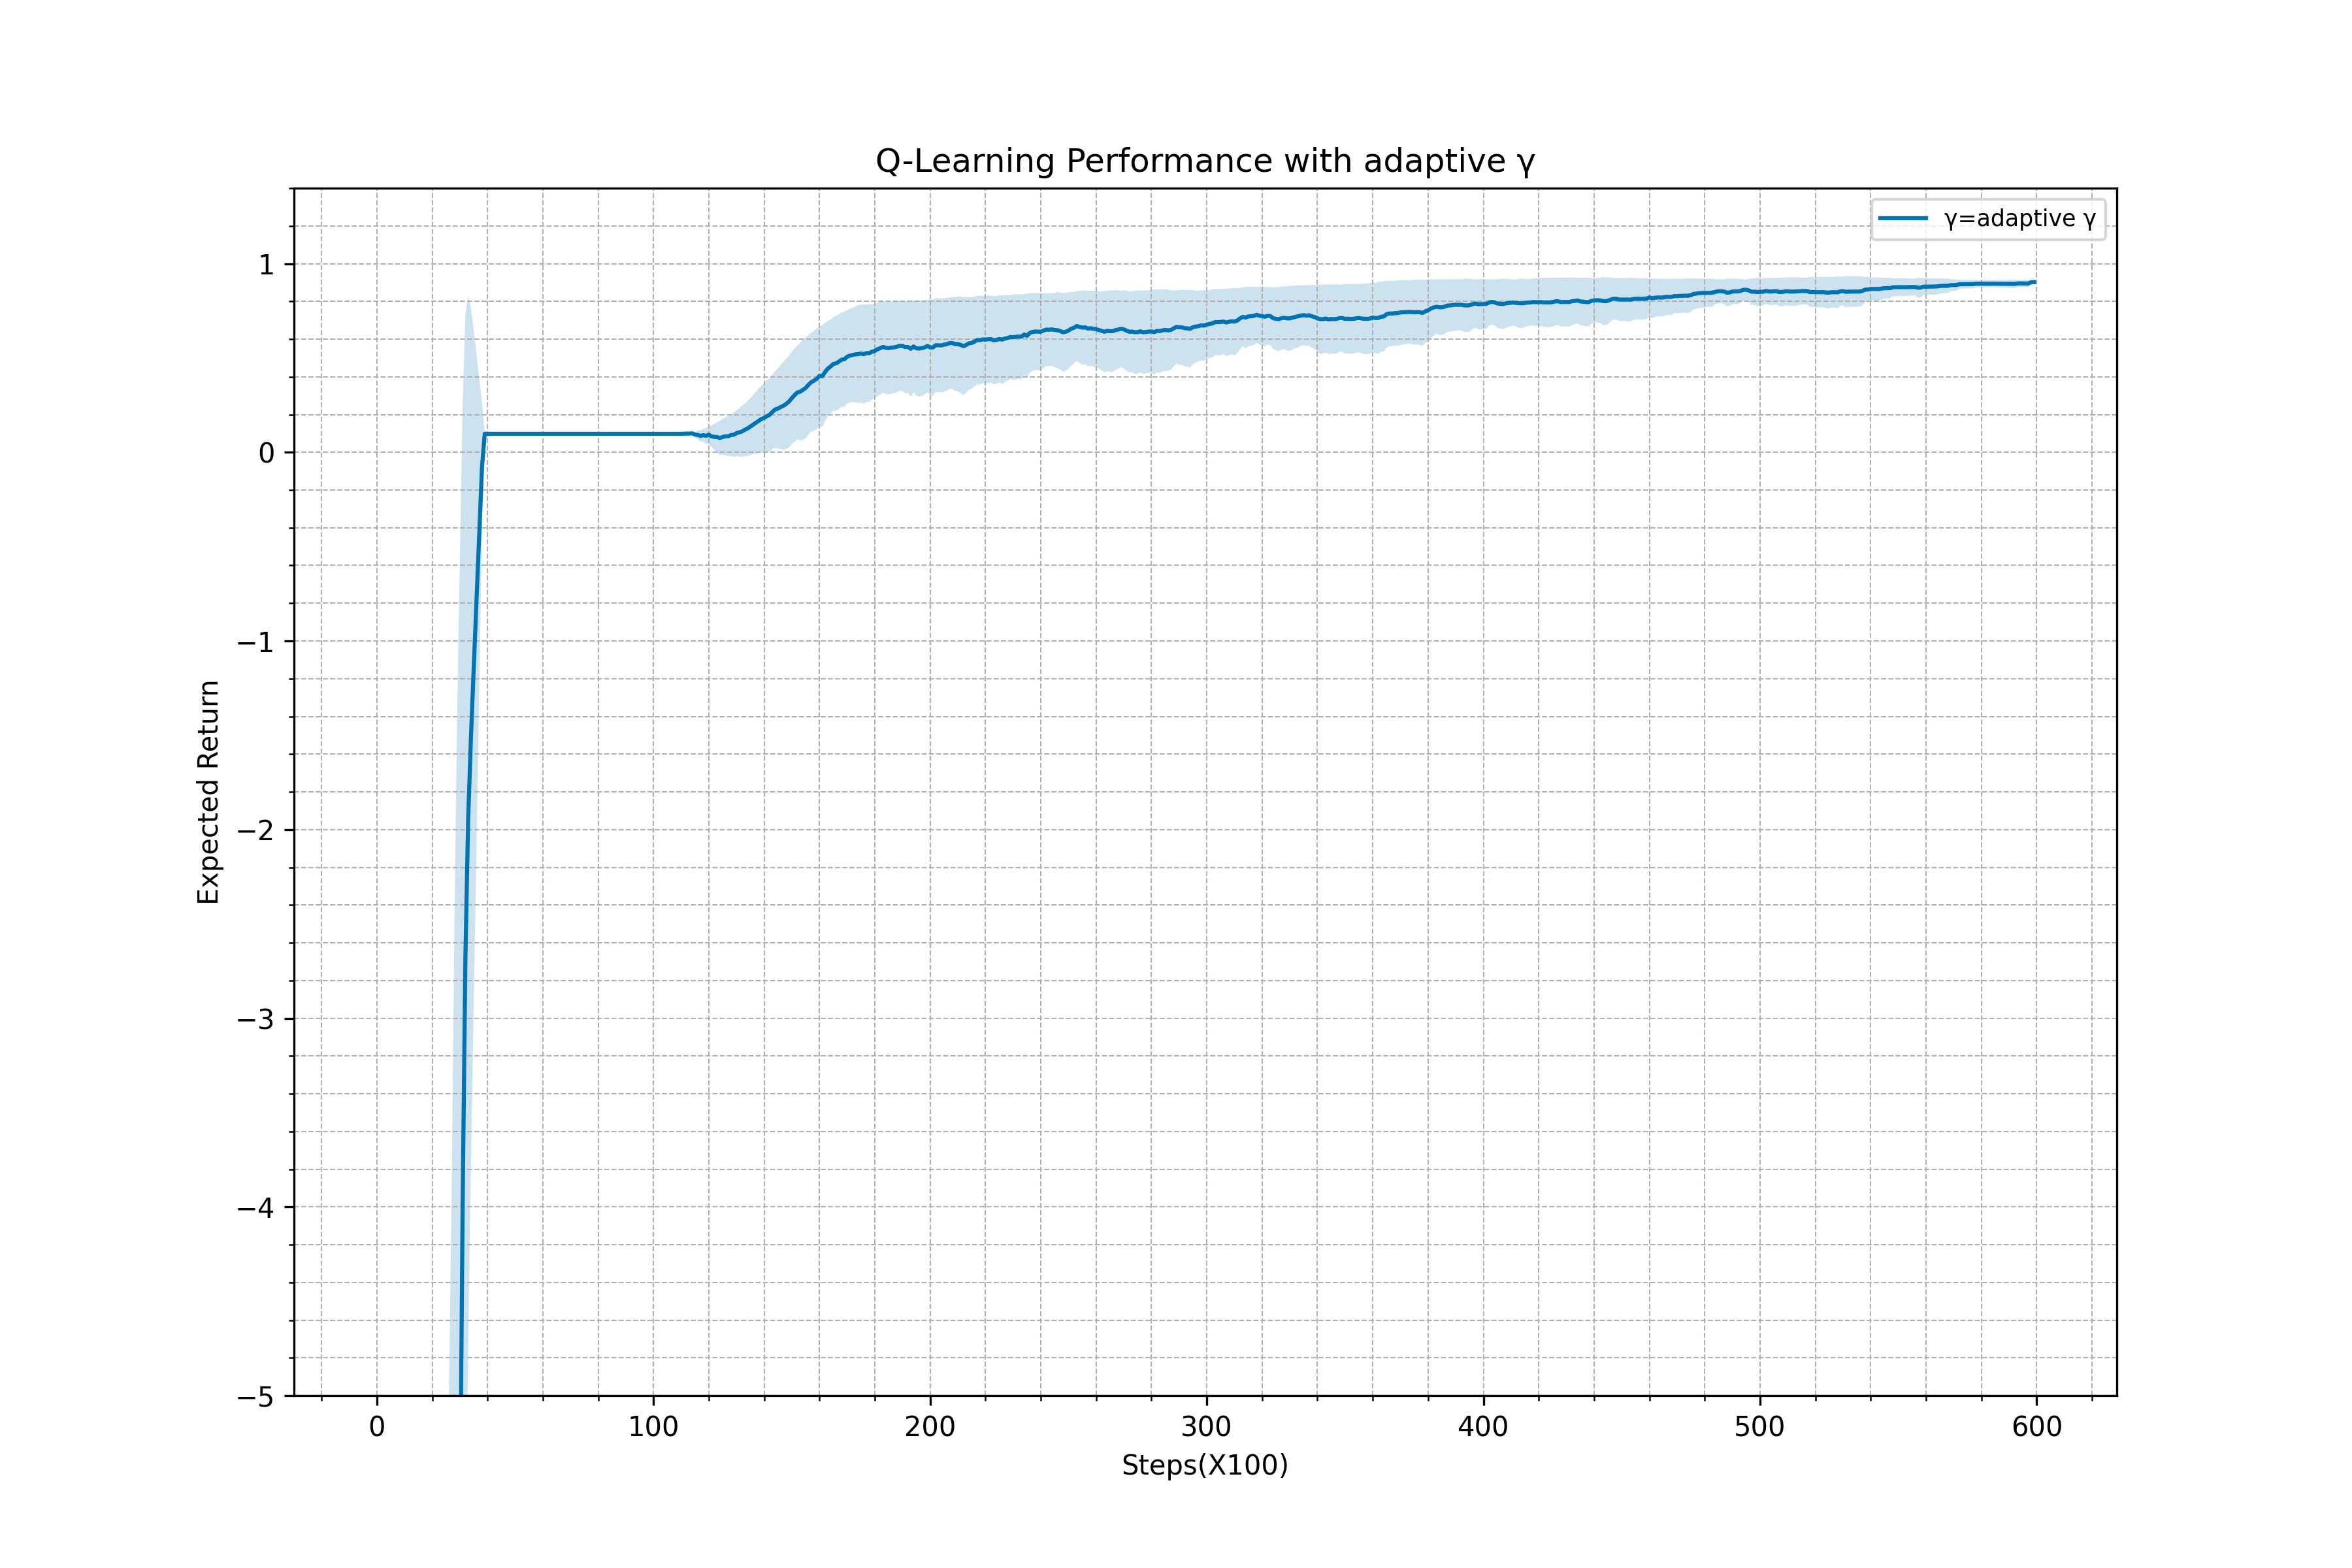 Q-Learning Performance with adaptive γ
γ=adaptive γ
Expected Return
1
0
−1
−2
−3
−4
−5
0 100 200 300 400 500 600
Steps(X100)